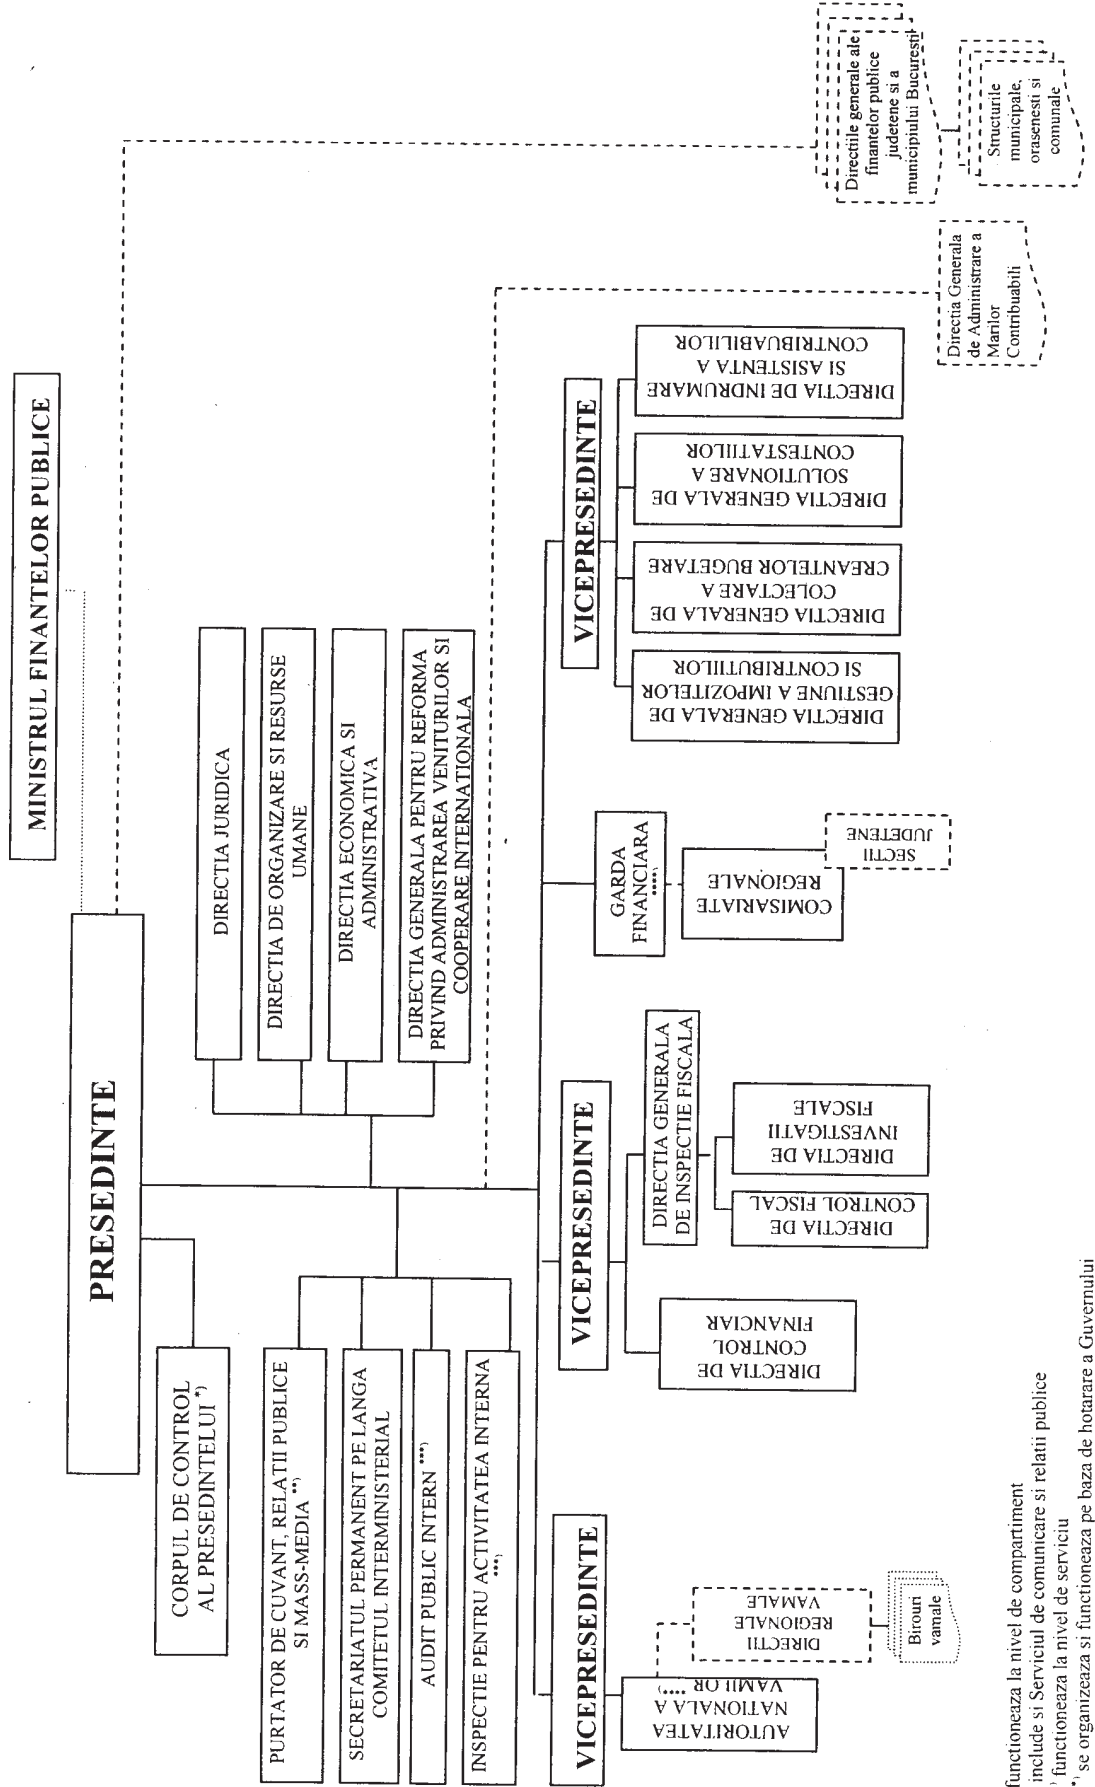 MINISTRUL FINANTELOR PUBLICE
PRESEDINTE
CORPUL DE CONTROL
AL PRESEDINTELUI *)
PURTATOR DE CUVANT, RELATII PUBLICE
SI MASS-MEDIA **)
SECRETARIATUL PERMANENT PE LANGA
COMITETUL INTERMINISTERIAL
AUDIT PUBLIC INTERN ***)
INSPECTIE PENTRU ACTIVITATEA INTERNA
***)
DIRECTIA JURIDICA
DIRECTIA DE ORGANIZARE SI RESURSE
UMANE
DIRECTIA ECONOMICA SI
ADMINISTRATIVA
DIRECTIA GENERALA PENTRU REFORMA
PRIVIND ADMINISTRAREA VENITURILOR SI
COOPERARE INTERNATIONALA
VICEPRESEDINTE
AUTORITATEA
NATIONALA A
VAMILOR ****)
DIRECTII
REGIONALE
VAMALE
Birouri
vamale
VICEPRESEDINTE
DIRECTIA DE
CONTROL
FINANCIAR
DIRECTIA GENERALA
DE INSPECTIE FISCALA
DIRECTIA DE
CONTROL FISCAL
DIRECTIA DE
INVESTIGATII
FISCALE
GARDA
FINANCIARA
****)
COMISARIATE
REGIONALE
SECTII
JUDETENE
VICEPRESEDINTE
DIRECTIA GENERALA DE
GESTIUNE A IMPOZITELOR
SI CONTRIBUTIILOR
DIRECTIA GENERALA DE
COLECTARE A
CREANTELOR BUGETARE
DIRECTIA GENERALA DE
SOLUTIONARE A
CONTESTATIILOR
DIRECTIA DE INDRUMARE
SI ASISTENTA A
CONTRIBUABILILOR
Directia Generala
de Administrare a
Marilor
Contribuabili
Directiile generale ale
finantelor publice
judetene si a
municipiului Bucuresti
Structurile
municipale,
orasenesti si
comunale
functioneaza la nivel de compartiment
include si Serviciul de comunicare si relatii publice
) functioneaza la nivel de serviciu
*) se organizeaza si functioneaza pe baza de hotarare a Guvernului